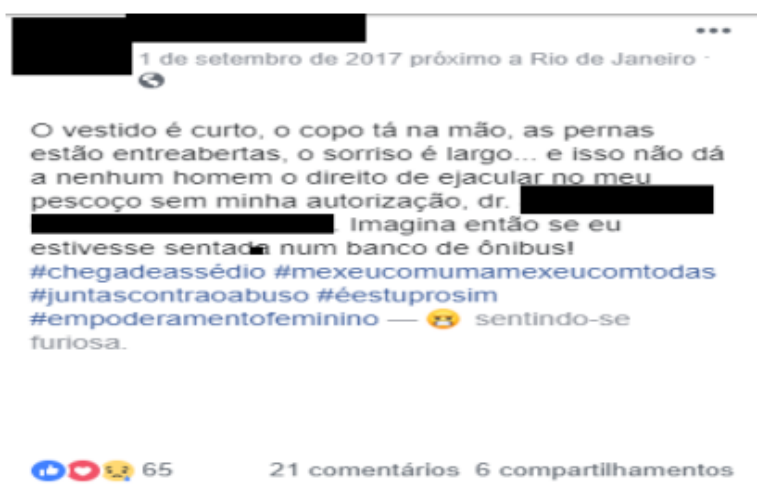 ...
1 de setembro de 2017 próximo a Rio de Janeiro ·
O vestido é curto, o copo tá na mão, as pernas
estão entreabertas, o sorriso é largo... e isso não dá
a nenhum homem o direito de ejacular no meu
pescoço sem minha autorização, dr.
. Imagina então se eu
estivesse sentada num banco de ônibus!
#chegadeassédio #mexeucomumamexeucomtodas
#juntascontraoabuso #éestuprosim
#empoderamentofeminino — sentindo-se
furiosa.
65 21 comentários 6 compartilhamentos